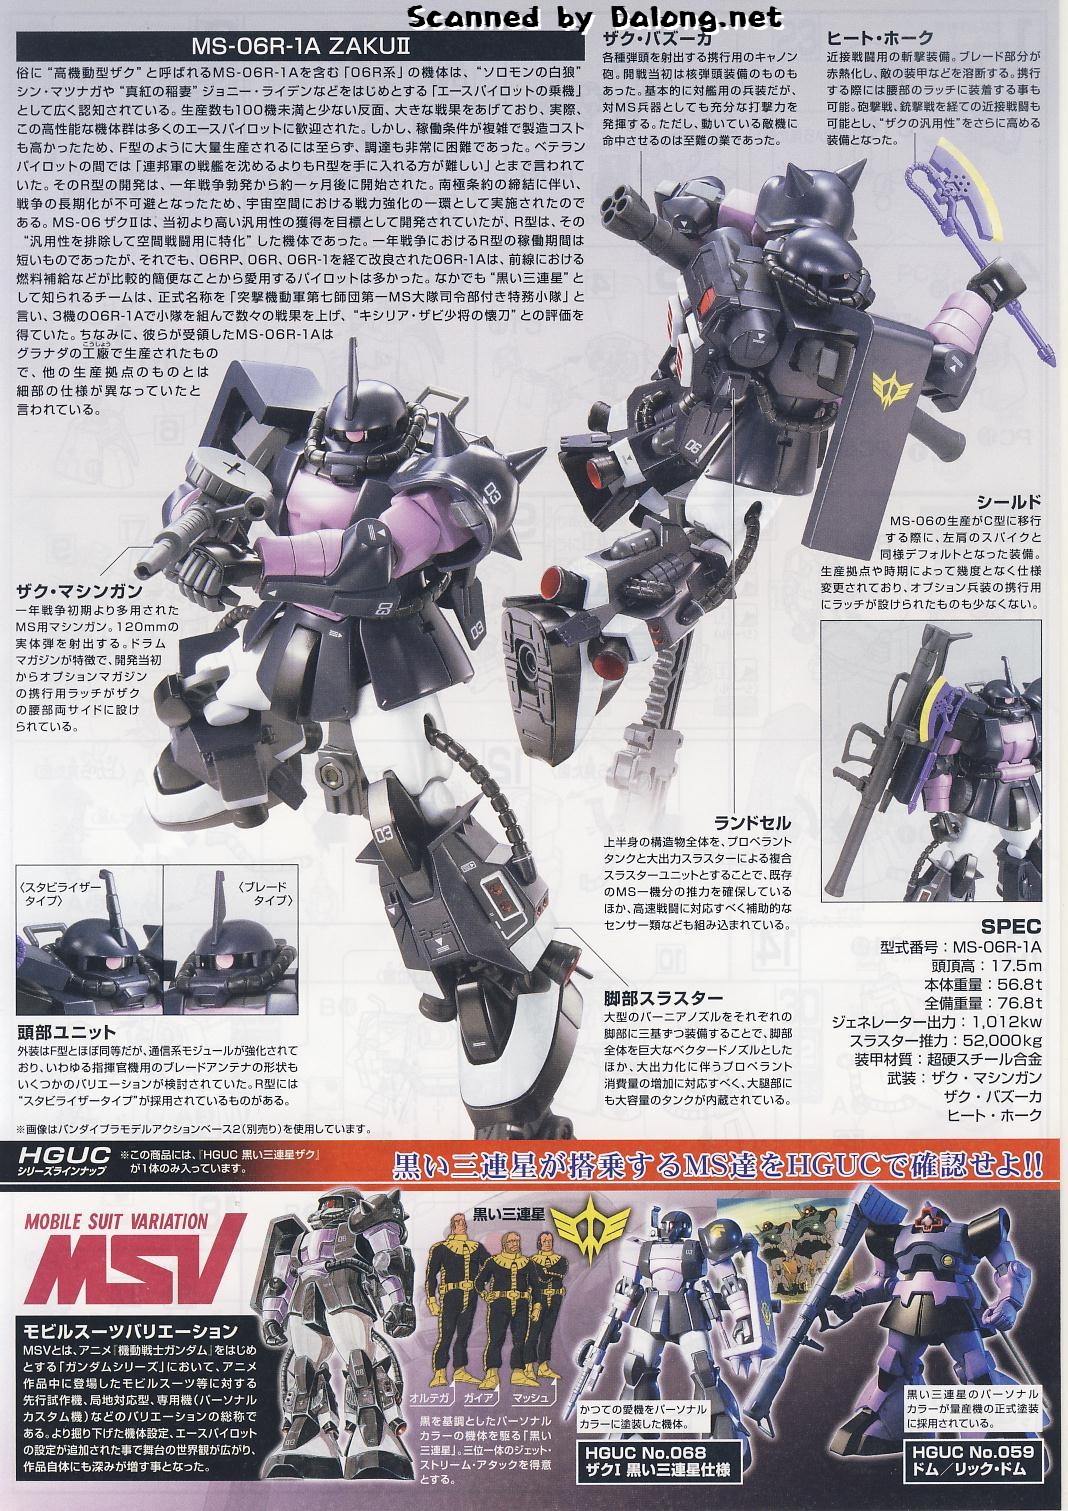 Scanned by Dalong.net
MS-06R-1A ZAKUⅡ
俗に“高機動型ザク”と呼ばれるMS-06R-1Aを含む「06R系」の機体は、“ソロモンの白狼”
シン・マツナガや“真紅の稲妻”ジョニー・ライデンなどをはじめとする「エースパイロットの乗機」
として広く認知されている。生産数も100機未満と少ない反面、大きな戦果をあげており、実際、
この高性能な機体群は多くのエースパイロットに歓迎された。しかし、稼働条件が複雑で製造コスト
も高かったため、F型のように大量生産されるには至らず、調達も非常に困難であった。ベテラン
パイロットの間では「連邦軍の戦艦を沈めるよりもR型を手に入れる方が難しい」とまで言われて
いた。そのR型の開発は、一年戦争勃発から約一ヶ月後に開始された。南極条約の締結に伴い、
戦争の長期化が不可避となったため、宇宙空間における戦力強化の一環として実施されたので
ある。MS-06 ザクⅡは、当初より高い汎用性の獲得を目標として開発されていたが、R型は、その
“汎用性を排除して空間戦闘用に特化”した機体であった。一年戦争におけるR型の稼働期間は
短いものであったが、それでも、06RP、06R、06R-1を経て改良された06R-1Aは、前線における
燃料補給などが比較的簡便なことから愛用するパイロットは多かった。なかでも“黒い三連星”と
して知られるチームは、正式名称を「突撃機動軍第七師団第一MS大隊司令部付き特務小隊」と
言い、3機の06R-1Aで小隊を組んで数々の戦果を上げ、“キシリア・ザビ少将の懐刀”との評価を
得ていた。ちなみに、彼らが受領したMS-06R-1Aは
グラナダの工廠で生産されたもの
こうしょう
で、他の生産拠点のものとは
細部の仕様が異なっていたと
言われている。
ザク・バズーカ
各種弾頭を射出する携行用のキャノン
砲。開戦当初は核弾頭装備のものも
あった。基本的に対艦用の兵装だが、
対MS兵器としても充分な打撃力を
発揮する。ただし、動いている敵機に
命中させるのは至難の業であった。
ヒート・ホーク
近接戦闘用の斬撃装備。ブレード部分が
赤熱化し、敵の装甲などを溶断する。携行
する際には腰部のラッチに装着する事も
可能。砲撃戦、銃撃戦を経ての近接戦闘も
可能とし、“ザクの汎用性”をさらに高める
装備となった。
シールド
MS-06の生産がC型に移行
する際に、左肩のスパイクと
同様デフォルトとなった装備。
生産拠点や時期によって幾度となく仕様
変更されており、オプション兵装の携行用
にラッチが設けられたものも少なくない。
ザク・マシンガン
一年戦争初期より多用された
MS用マシンガン。120mmの
実体弾を射出する。ドラム
マガジンが特徴で、開発当初
からオプションマガジン
の携行用ラッチがザク
の腰部両サイドに設け
られている。
03
03
03
03
06
ランドセル
上半身の構造物全体を、プロペラント
タンクと大出力スラスターによる複合
スラスターユニットとすることで、既存
のMS一機分の推力を確保している
ほか、高速戦闘に対応すべく補助的な
センサー類なども組み込まれている。
〈スタビライザー
タイプ〉
〈ブレード
タイプ〉
頭部ユニット
外装はF型とほぼ同等だが、通信系モジュールが強化されて
おり、いわゆる指揮官機用のブレードアンテナの形状も
いくつかのバリエーションが検討されていた。R型には
“スタビライザータイプ”が採用されているものがある。
※画像はバンダイプラモデルアクションベース2(別売り)を使用しています。
脚部スラスター
大型のバーニアノズルをそれぞれの
脚部に三基ずつ装備することで、脚部
全体を巨大なベクタードノズルとした
ほか、大出力化に伴うプロペラント
消費量の増加に対応すべく、大腿部に
も大容量のタンクが内蔵されている。
SPEC
型式番号：MS-06R-1A
頭頂高：17.5m
本体重量：56.8t
全備重量：76.8t
ジェネレーター出力：1,012kw
スラスター推力：52,000kg
装甲材質：超硬スチール合金
武装：ザク・マシンガン
ザク・バズーカ
ヒート・ホーク
HGUC
シリーズラインナップ
※この商品には、『HGUC 黒い三連星ザク』
が1体のみ入っています。
黒い三連星が搭乗するMS達をHGUCで確認せよ!!
MOBILE SUIT VARIATION
MSV
モビルスーツバリエーション
MSVとは、アニメ『機動戦士ガンダム』をはじめ
とする「ガンダムシリーズ」において、アニメ
作品中に登場したモビルスーツ等に対する
先行試作機、局地対応型、専用機(パーソナル
カスタム機)などのバリエーションの総称で
ある。より掘り下げた機体設定、エースパイロット
の設定が追加された事で舞台の世界観が広がり、
作品自体にも深みが増す事となった。
黒い三連星
オルテガ
ガイア
マッシュ
黒を基調としたパーソナル
カラーの機体を駆る「黒い
三連星」。三位一体のジェット・
ストリーム・アタックを得意
とする。
かつての愛機をパーソナル
カラーに塗装した機体。
HGUC No.068
ザクⅠ 黒い三連星仕様
黒い三連星のパーソナル
カラーが量産機の正式塗装
に採用されている。
HGUC No.059
ドム／リック・ドム